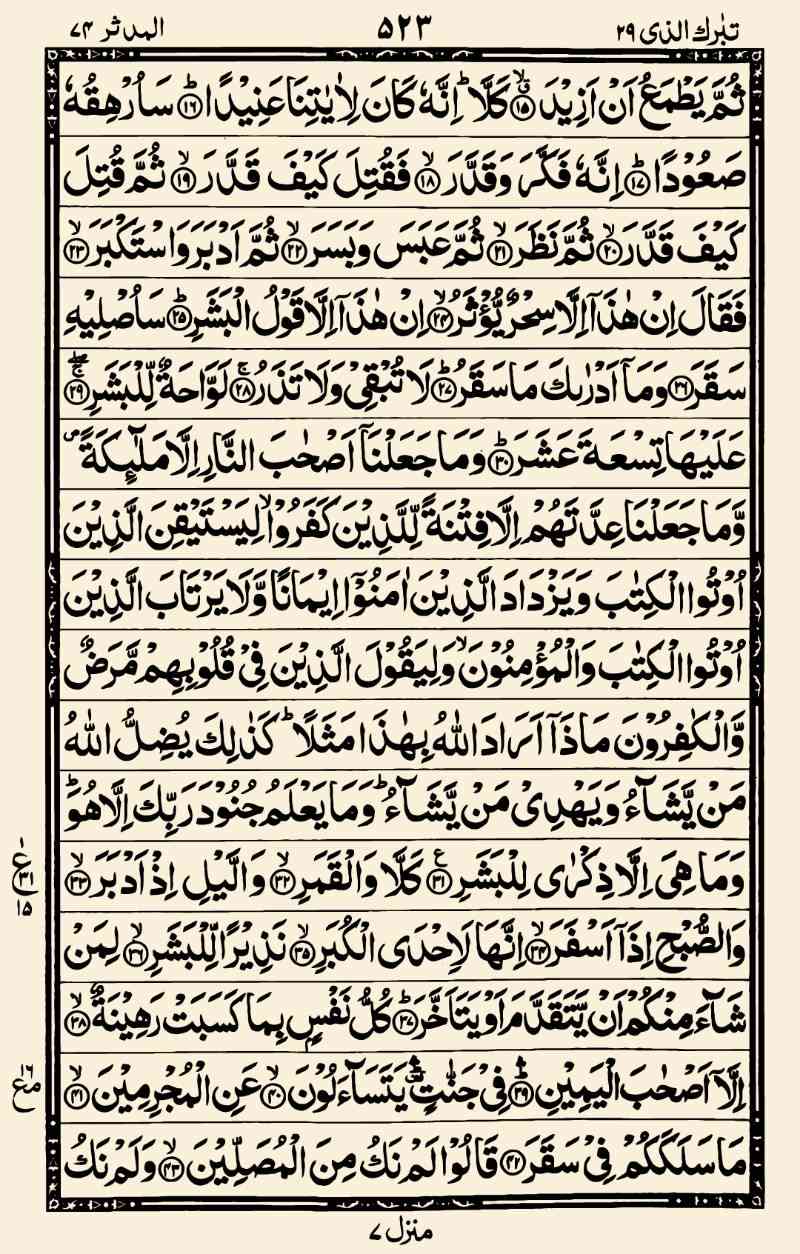 تبٰرك الذی ۲۹ ۵۲۳ المدثر ۷۴
ثُمَّ يَطْمَعُ اَنْ اَزِيْدَ ۙ﴿۱۵﴾ كَلَّا ؕ اِنَّهٗ كَانَ لِاٰيٰتِنَا عَنِيْدًا ؕ﴿۱۶﴾ سَاُرْهِقُهٗ
صَعُوْدًا ؕ﴿۱۷﴾ اِنَّهٗ فَكَّرَ وَقَدَّرَ ۙ﴿۱۸﴾ فَقُتِلَ كَيْفَ قَدَّرَ ۙ﴿۱۹﴾ ثُمَّ قُتِلَ
كَيْفَ قَدَّرَ ۙ﴿۲۰﴾ ثُمَّ نَظَرَ ۙ﴿۲۱﴾ ثُمَّ عَبَسَ وَبَسَرَ ۙ﴿۲۲﴾ ثُمَّ اَدْبَرَ وَاسْتَكْبَرَ ۙ﴿۲۳﴾
فَقَالَ اِنْ هٰذَاۤ اِلَّا سِحْرٌ يُّؤْثَرُ ۙ﴿۲۴﴾ اِنْ هٰذَاۤ اِلَّا قَوْلُ الْبَشَرِ ؕ﴿۲۵﴾ سَاُصْلِيْهِ
سَقَرَ ﴿۲۶﴾ وَمَاۤ اَدْرٰىكَ مَا سَقَرُ ؕ﴿۲۷﴾ لَا تُبْقِيْ وَلَا تَذَرُ ۚ﴿۲۸﴾ لَوَّاحَةٌ لِّلْبَشَرِ ۚۖ﴿۲۹﴾
عَلَيْهَا تِسْعَةَ عَشَرَ ؕ﴿۳۰﴾ وَمَا جَعَلْنَاۤ اَصْحٰبَ النَّارِ اِلَّا مَلٰٓئِكَةً ۪
وَّمَا جَعَلْنَا عِدَّتَهُمْ اِلَّا فِتْنَةً لِّلَّذِيْنَ كَفَرُوْا ۙ لِيَسْتَيْقِنَ الَّذِيْنَ
اُوْتُوا الْكِتٰبَ وَيَزْدَادَ الَّذِيْنَ اٰمَنُوْۤا اِيْمَانًا وَّلَا يَرْتَابَ الَّذِيْنَ
اُوْتُوا الْكِتٰبَ وَالْمُؤْمِنُوْنَ ۙ وَلِيَقُوْلَ الَّذِيْنَ فِيْ قُلُوْبِهِمْ مَّرَضٌ
وَّالْكٰفِرُوْنَ مَاذَاۤ اَرَادَ اللّٰهُ بِهٰذَا مَثَلًا ؕ كَذٰلِكَ يُضِلُّ اللّٰهُ
مَنْ يَّشَآءُ وَيَهْدِيْ مَنْ يَّشَآءُ ؕ وَمَا يَعْلَمُ جُنُوْدَ رَبِّكَ اِلَّا هُوَ ؕ
وَمَا هِيَ اِلَّا ذِكْرٰى لِلْبَشَرِ ﴿۳۱﴾ كَلَّا وَالْقَمَرِ ۙ﴿۳۲﴾ وَالَّيْلِ اِذْ اَدْبَرَ ۙ﴿۳۳﴾
ع ۳۱ ۱۵
وَالصُّبْحِ اِذَاۤ اَسْفَرَ ۙ﴿۳۴﴾ اِنَّهَا لَاِحْدَى الْكُبَرِ ۙ﴿۳۵﴾ نَذِيْرًا لِّلْبَشَرِ ۙ﴿۳۶﴾ لِمَنْ
شَآءَ مِنْكُمْ اَنْ يَّتَقَدَّمَ اَوْ يَتَاَخَّرَ ؕ﴿۳۷﴾ كُلُّ نَفْسٍۭ بِمَا كَسَبَتْ رَهِيْنَةٌ ۙ﴿۳۸﴾
اِلَّاۤ اَصْحٰبَ الْيَمِيْنِ ؕۛ﴿۳۹﴾ فِيْ جَنّٰتٍ ۛ۫ يَتَسَآءَلُوْنَ ۙ﴿۴۰﴾ عَنِ الْمُجْرِمِيْنَ ۙ﴿۴۱﴾
۱۶ مع
مَا سَلَكَكُمْ فِيْ سَقَرَ ﴿۴۲﴾ قَالُوْا لَمْ نَكُ مِنَ الْمُصَلِّيْنَ ۙ﴿۴۳﴾ وَلَمْ نَكُ
منزل ۷